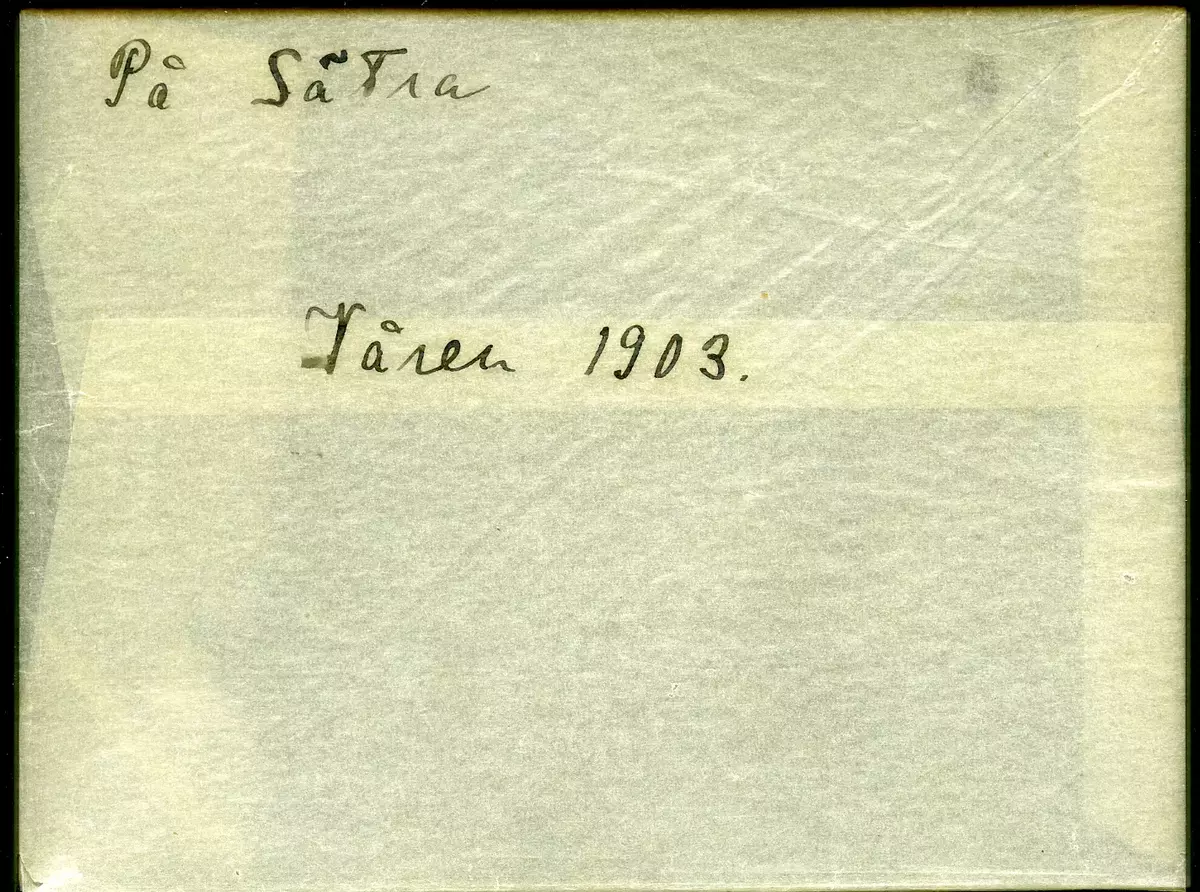 På Sätra
Våren 1903.